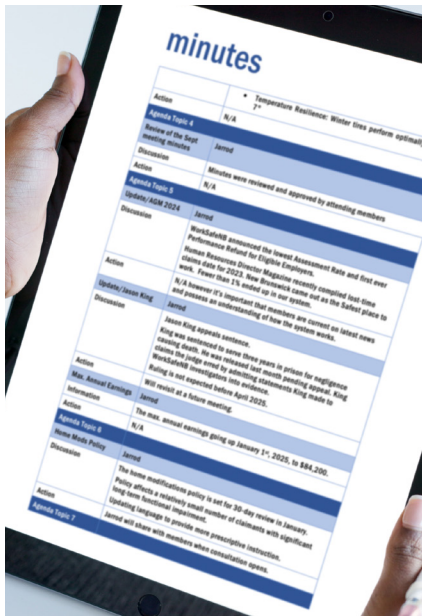 minutes
• Temperature Resilience: Winter tires perform optimally
7°
Action N/A
Agenda Topic 4
Review of the Sept Jarrod
meeting minutes
Discussion Minutes were reviewed and approved by attending members
Action N/A
Agenda Topic 5
Update/AGM 2024 Jarrod
Discussion WorkSafeNB announced the lowest Assessment Rate and first ever
Performance Refund for Eligible Employers.
Human Resources Director Magazine recently complied lost-time
claims date for 2023. New Brunswick came out as the Safest place to
work. Fewer than 1% ended up in our system.
Action N/A however it's important that members are current on latest news
and possess an understanding of how the system works.
Update/Jason King Jarrod
Discussion Jason King appeals sentence.
King was sentenced to serve three years in prison for negligence
causing death. He was released last month pending appeal. King
claims the judge erred by admitting statements King made to
WorkSafeNB investigators into evidence.
Ruling is not expected before April 2025.
Action Will revisit at a future meeting.
Max. Annual Earnings Jarrod
Information The max. annual earnings going up January 1st, 2025, to $84,200.
Action N/A
Agenda Topic 6
Home Mods Policy Jarrod
Discussion The home modifications policy is set for 30-day review in January.
Policy affects a relatively small number of claimants with significant
long-term functional impairment.
Updating language to provide more prescriptive instruction.
Action Jarrod will share with members when consultation opens.
Agenda Topic 7